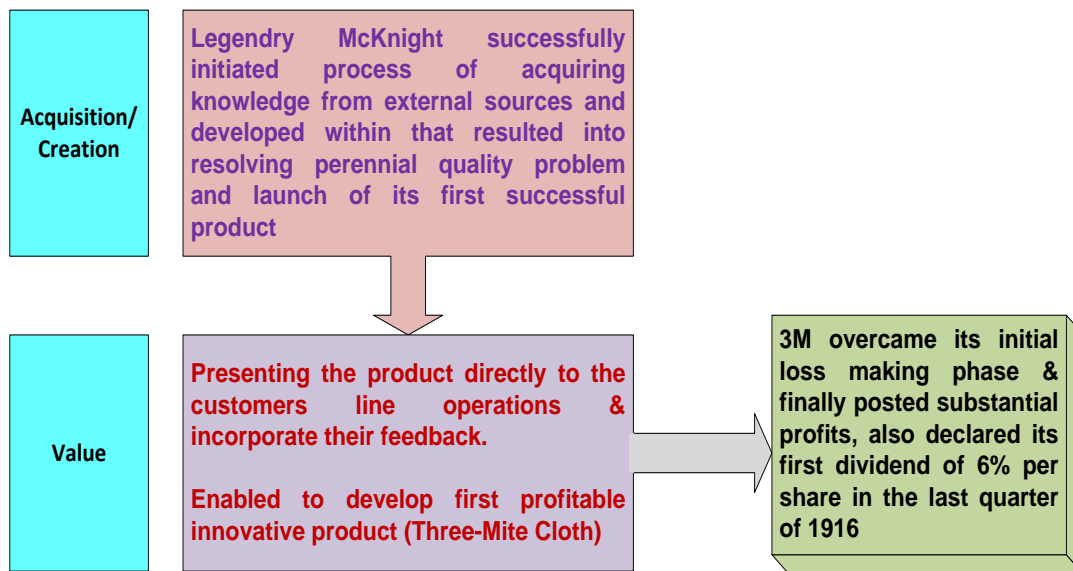 Acquisition/
Creation
Legendry McKnight successfully
initiated process of acquiring
knowledge from external sources and
developed within that resulted into
resolving perennial quality problem
and launch of its first successful
product
Value
Presenting the product directly to the
customers line operations &
incorporate their feedback.
Enabled to develop first profitable
innovative product (Three-Mite Cloth)
3M overcame its initial
loss making phase &
finally posted substantial
profits, also declared its
first dividend of 6% per
share in the last quarter
of 1916